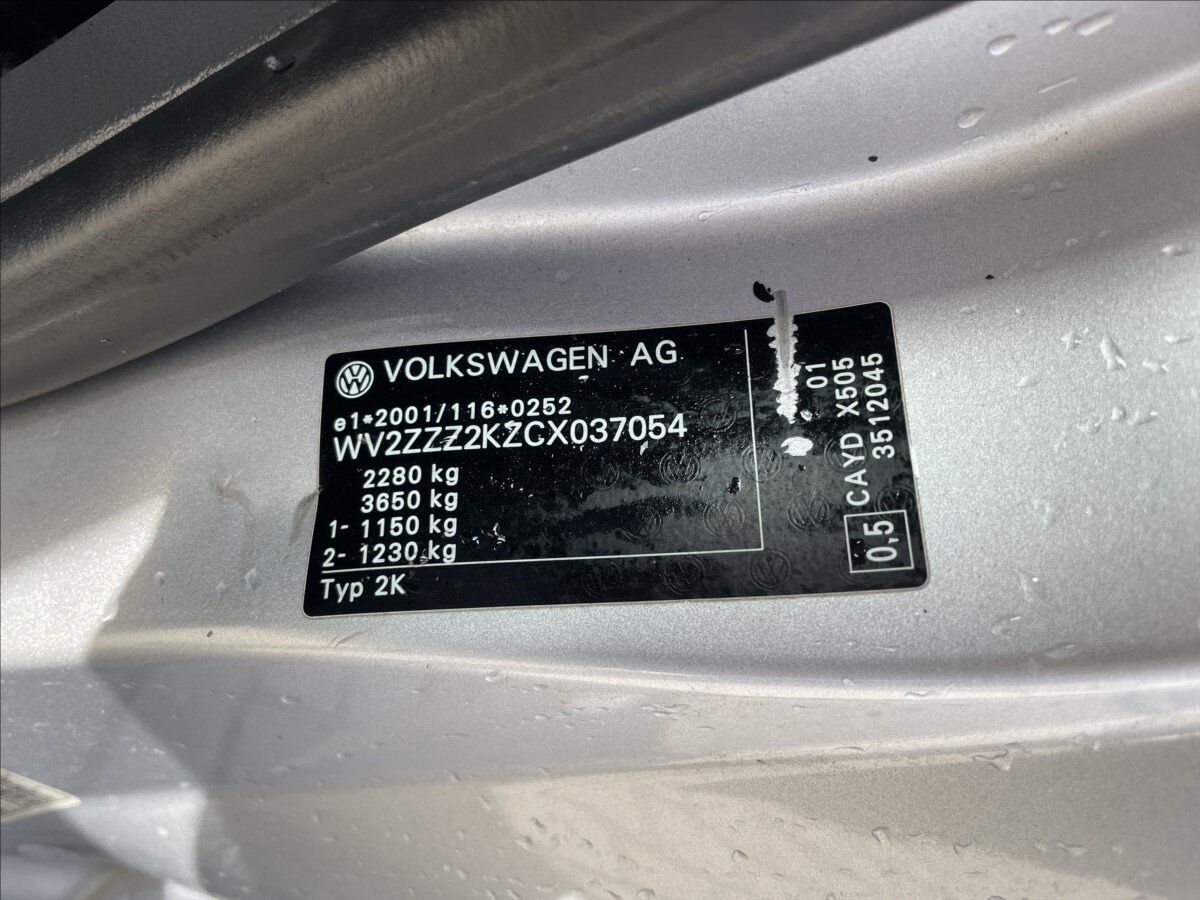 VOLKSWAGEN AG
e1*2001/116*0252
WV2ZZZ2KZCX037054
2280 kg
3650 kg
1- 1150 kg
2- 1230 kg
Typ 2K
01
CAYD X505
3512045
0,5